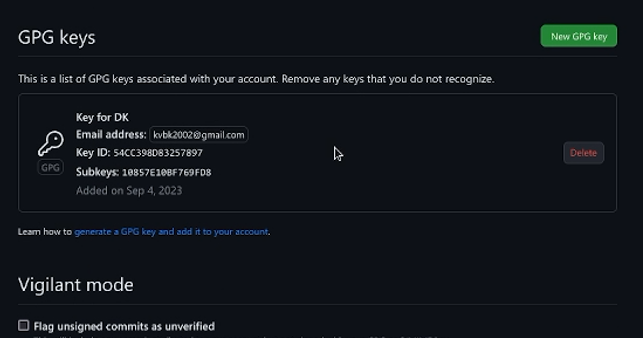 GPG keys
New GPG key
This is a list of GPG keys associated with your account. Remove any keys that you do not recognize.
Key for DK
Email address: kvbk2002@gmail.com
Key ID: 54CC398D83257897
Subkeys: 10857E10BF769FD8
Added on Sep 4, 2023
GPG
Delete
Learn how to generate a GPG key and add it to your account.
Vigilant mode
Flag unsigned commits as unverified